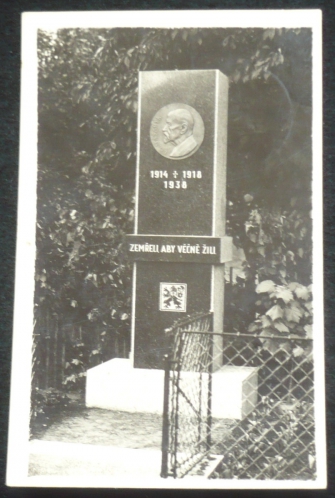 1914 ÷ 1918
1938
ZEMŘELI, ABY VĚČNĚ ŽILI